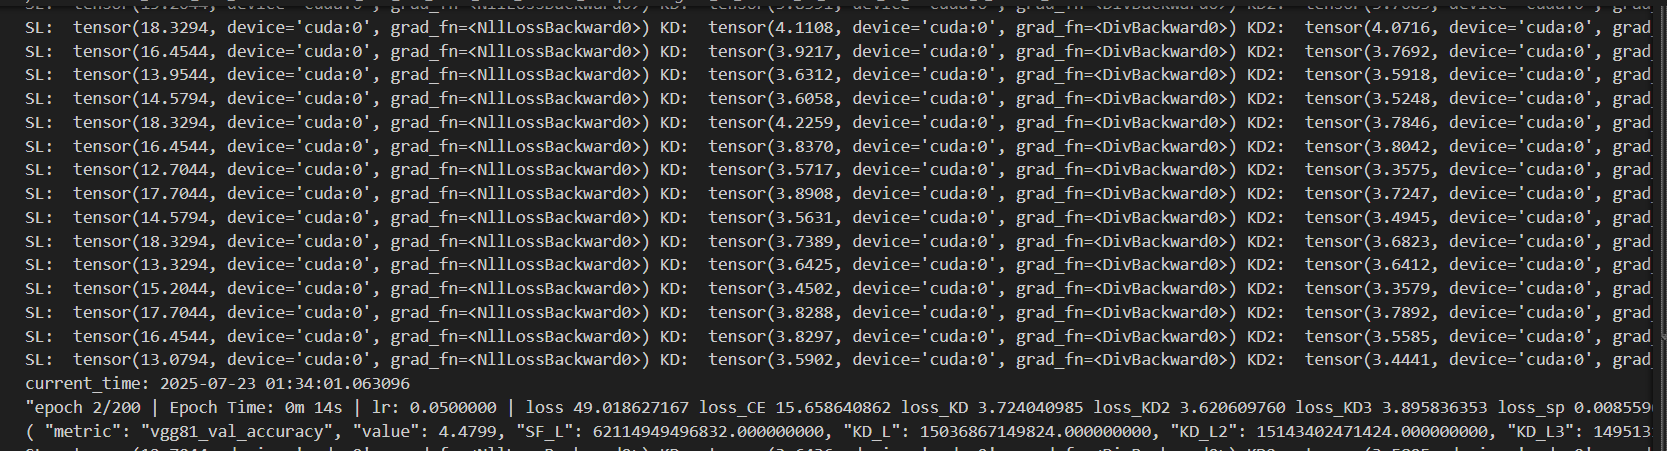 SL:  tensor(18.3294, device='cuda:0', grad_fn=<NllLossBackward0>) KD:  tensor(4.1108, device='cuda:0', grad_fn=<DivBackward0>) KD2:  tensor(4.0716, device='cuda:0', grad_
SL:  tensor(16.4544, device='cuda:0', grad_fn=<NllLossBackward0>) KD:  tensor(3.9217, device='cuda:0', grad_fn=<DivBackward0>) KD2:  tensor(3.7692, device='cuda:0', grad_
SL:  tensor(13.9544, device='cuda:0', grad_fn=<NllLossBackward0>) KD:  tensor(3.6312, device='cuda:0', grad_fn=<DivBackward0>) KD2:  tensor(3.5918, device='cuda:0', grad_
SL:  tensor(14.5794, device='cuda:0', grad_fn=<NllLossBackward0>) KD:  tensor(3.6058, device='cuda:0', grad_fn=<DivBackward0>) KD2:  tensor(3.5248, device='cuda:0', grad_
SL:  tensor(18.3294, device='cuda:0', grad_fn=<NllLossBackward0>) KD:  tensor(4.2259, device='cuda:0', grad_fn=<DivBackward0>) KD2:  tensor(3.7846, device='cuda:0', grad_
SL:  tensor(16.4544, device='cuda:0', grad_fn=<NllLossBackward0>) KD:  tensor(3.8370, device='cuda:0', grad_fn=<DivBackward0>) KD2:  tensor(3.8042, device='cuda:0', grad_
SL:  tensor(12.7044, device='cuda:0', grad_fn=<NllLossBackward0>) KD:  tensor(3.5717, device='cuda:0', grad_fn=<DivBackward0>) KD2:  tensor(3.3575, device='cuda:0', grad_
SL:  tensor(17.7044, device='cuda:0', grad_fn=<NllLossBackward0>) KD:  tensor(3.8908, device='cuda:0', grad_fn=<DivBackward0>) KD2:  tensor(3.7247, device='cuda:0', grad_
SL:  tensor(14.5794, device='cuda:0', grad_fn=<NllLossBackward0>) KD:  tensor(3.5631, device='cuda:0', grad_fn=<DivBackward0>) KD2:  tensor(3.4945, device='cuda:0', grad_
SL:  tensor(18.3294, device='cuda:0', grad_fn=<NllLossBackward0>) KD:  tensor(3.7389, device='cuda:0', grad_fn=<DivBackward0>) KD2:  tensor(3.6823, device='cuda:0', grad_
SL:  tensor(13.3294, device='cuda:0', grad_fn=<NllLossBackward0>) KD:  tensor(3.6425, device='cuda:0', grad_fn=<DivBackward0>) KD2:  tensor(3.6412, device='cuda:0', grad_
SL:  tensor(15.2044, device='cuda:0', grad_fn=<NllLossBackward0>) KD:  tensor(3.4502, device='cuda:0', grad_fn=<DivBackward0>) KD2:  tensor(3.3579, device='cuda:0', grad_
SL:  tensor(17.7044, device='cuda:0', grad_fn=<NllLossBackward0>) KD:  tensor(3.8288, device='cuda:0', grad_fn=<DivBackward0>) KD2:  tensor(3.7892, device='cuda:0', grad_
SL:  tensor(16.4544, device='cuda:0', grad_fn=<NllLossBackward0>) KD:  tensor(3.8297, device='cuda:0', grad_fn=<DivBackward0>) KD2:  tensor(3.5585, device='cuda:0', grad_
SL:  tensor(13.0794, device='cuda:0', grad_fn=<NllLossBackward0>) KD:  tensor(3.5902, device='cuda:0', grad_fn=<DivBackward0>) KD2:  tensor(3.4441, device='cuda:0', grad_
current_time: 2025-07-23 01:34:01.063096
"epoch 2/200 | Epoch Time: 0m 14s | lr: 0.0500000 | loss 49.018627167 loss_CE 15.658640862 loss_KD 3.724040985 loss_KD2 3.620609760 loss_KD3 3.895836353 loss_sp 0.008559
( "metric": "vgg81_val_accuracy", "value": 4.4799, "SF_L": 62114949496832.000000000, "KD_L": 15036867149824.000000000, "KD_L2": 15143402471424.000000000, "KD_L3": 149513